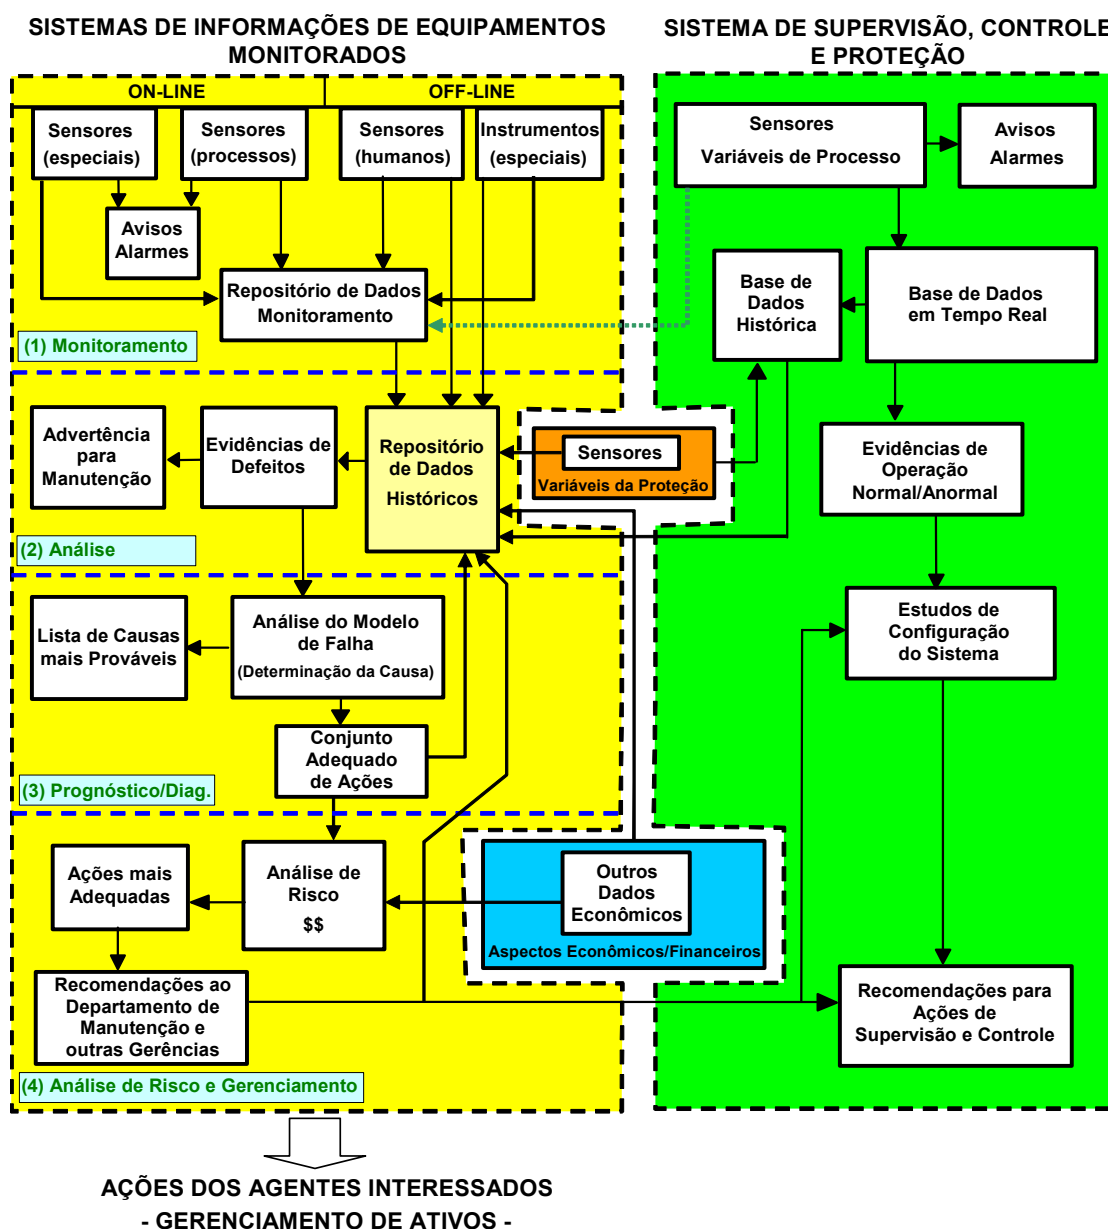 SISTEMAS DE INFORMAÇÕES DE EQUIPAMENTOS
MONITORADOS
ON-LINE
OFF-LINE
Sensores
(especiais)
Sensores
(processos)
Sensores
(humanos)
Instrumentos
(especiais)
Avisos
Alarmes
Repositório de Dados
Monitoramento
(1) Monitoramento
Advertência
para
Manutenção
Evidências de
Defeitos
Repositório
de Dados
Históricos
Sensores
Variáveis da Proteção
(2) Análise
Lista de Causas
mais Prováveis
Análise do Modelo
de Falha
(Determinação da Causa)
Conjunto
Adequado
de Ações
(3) Prognóstico/Diag.
Ações mais
Adequadas
Análise de
Risco
$$
Outros
Dados
Econômicos
Aspectos Econômicos/Financeiros
Recomendações ao
Departamento de
Manutenção e
outras Gerências
(4) Análise de Risco e Gerenciamento
SISTEMA DE SUPERVISÃO, CONTROLE
E PROTEÇÃO
Sensores
Variáveis de Processo
Avisos
Alarmes
Base de
Dados
Histórica
Base de Dados
em Tempo Real
Evidências de
Operação
Normal/Anormal
Estudos de
Configuração
do Sistema
Recomendações para
Ações de
Supervisão e Controle
AÇÕES DOS AGENTES INTERESSADOS
- GERENCIAMENTO DE ATIVOS -